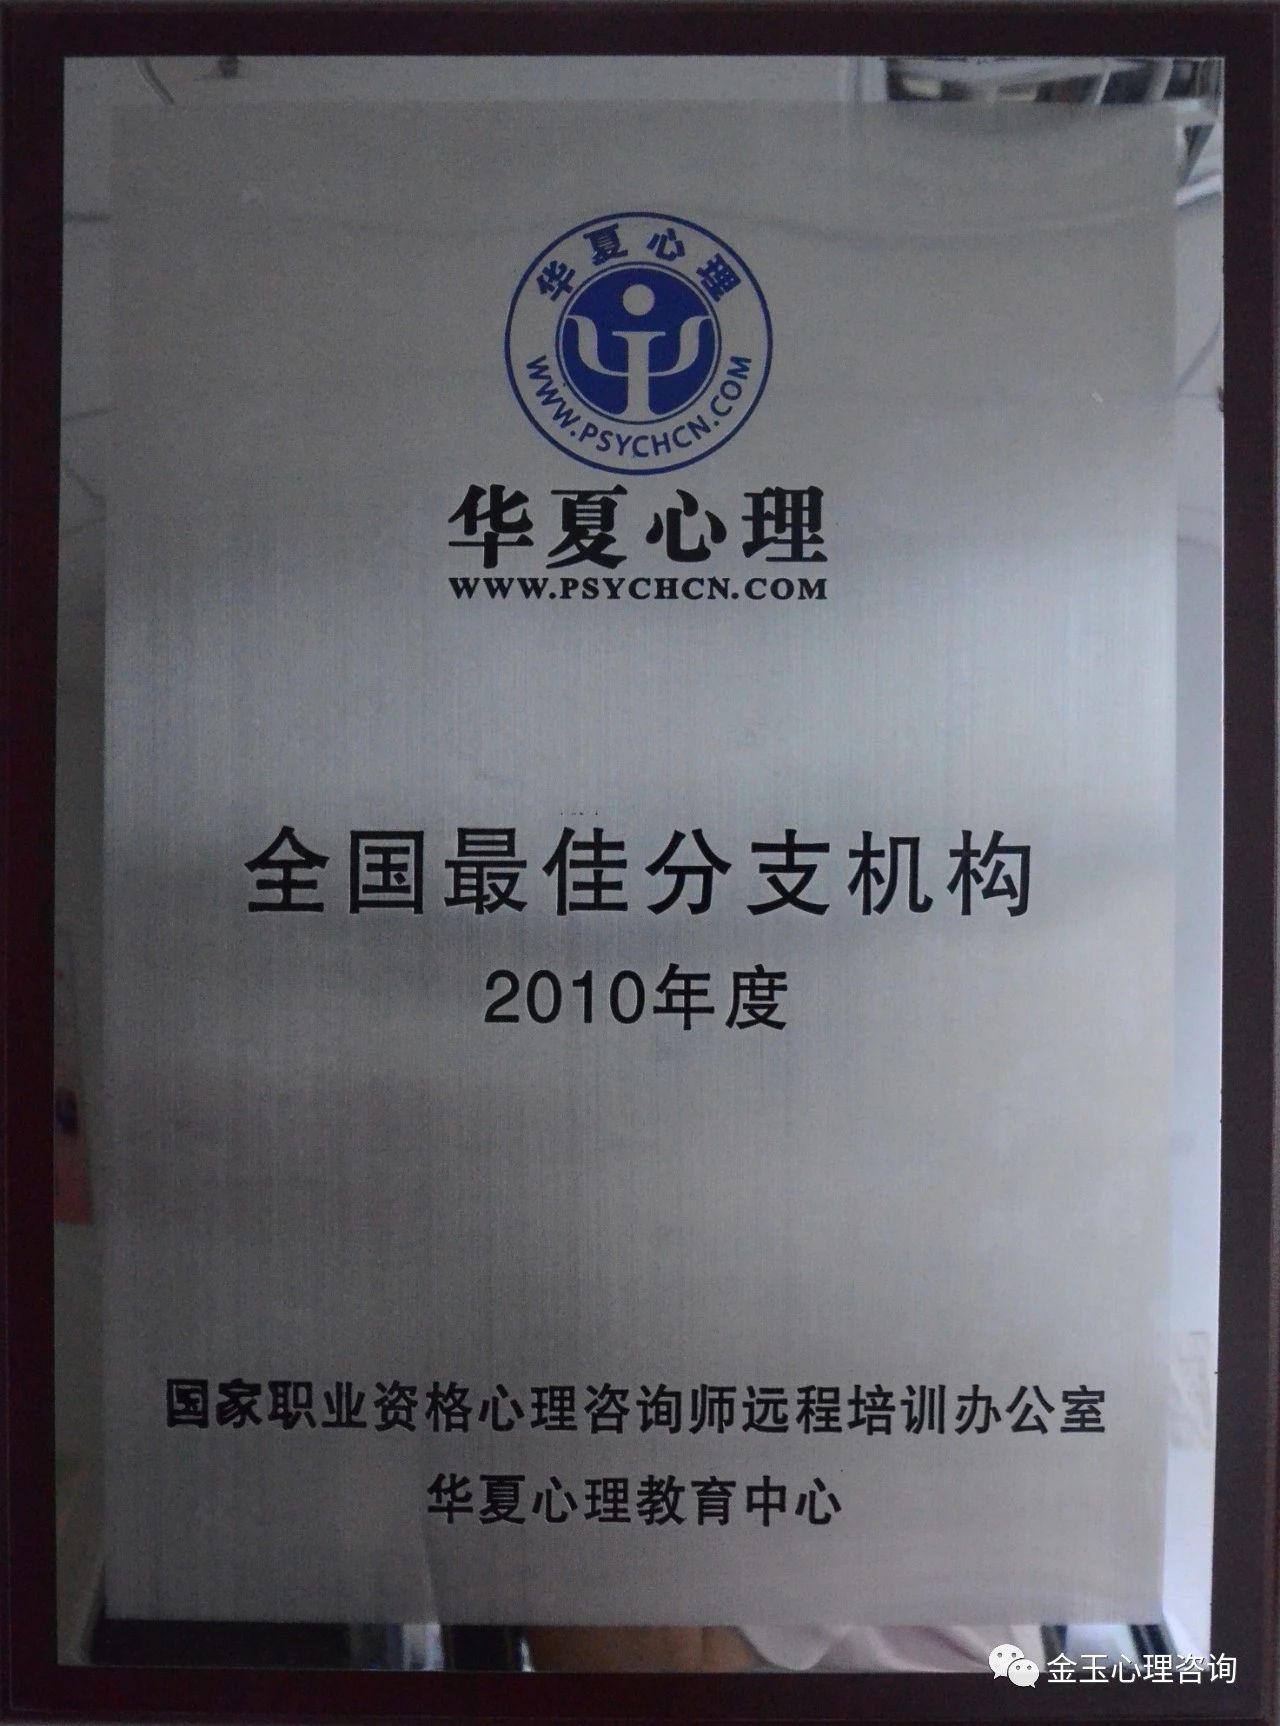 华夏心理
WWW.PSYCHCN.COM
华夏心理
WWW.PSYCHCN.COM
全国最佳分支机构
2010年度
国家职业资格心理咨询师远程培训办公室
华夏心理教育中心
金玉心理咨询